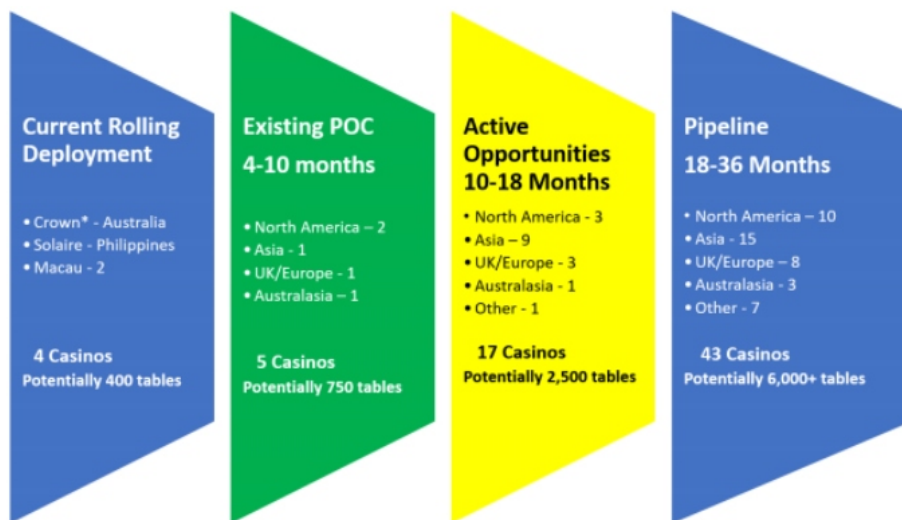 Current Rolling
Deployment
• Crown* - Australia
• Solaire - Philippines
• Macau - 2
4 Casinos
Potentially 400 tables
Existing POC
4-10 months
• North America – 2
• Asia - 1
• UK/Europe - 1
• Australasia – 1
5 Casinos
Potentially 750 tables
Active
Opportunities
10-18 Months
• North America - 3
• Asia – 9
• UK/Europe – 3
• Australasia - 1
• Other - 1
17 Casinos
Potentially 2,500 tables
Pipeline
18-36 Months
• North America – 10
• Asia - 15
• UK/Europe – 8
• Australasia - 3
• Other - 7
43 Casinos
Potentially 6,000+ tables